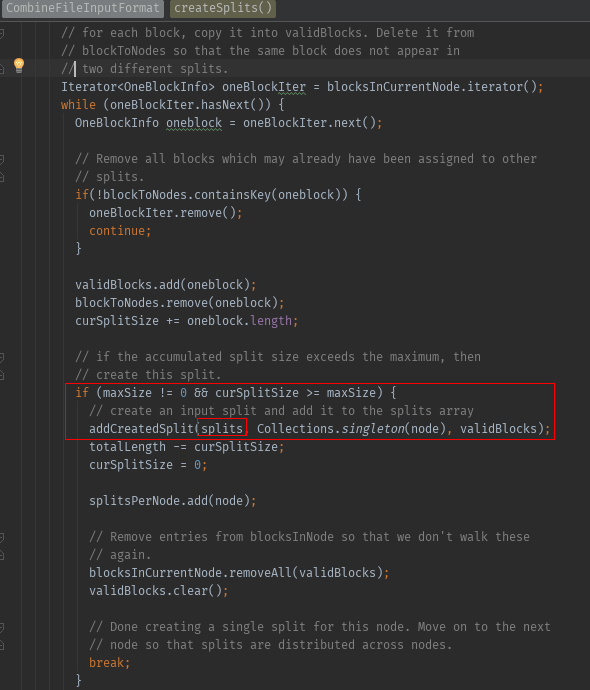 CombineFileInputFormat createSplits()
// for each block, copy it into validBlocks. Delete it from
// blockToNodes so that the same block does not appear in
// two different splits.
Iterator<OneBlockInfo> oneBlockIter = blocksInCurrentNode.iterator();
while (oneBlockIter.hasNext()) {
OneBlockInfo oneblock = oneBlockIter.next();
// Remove all blocks which may already have been assigned to other
// splits.
if(!blockToNodes.containsKey(oneblock)) {
oneBlockIter.remove();
continue;
}
validBlocks.add(oneblock);
blockToNodes.remove(oneblock);
curSplitSize += oneblock.length;
// if the accumulated split size exceeds the maximum, then
// create this split.
if (maxSize != 0 && curSplitSize >= maxSize) {
// create an input split and add it to the splits array
addCreatedSplit(splits, Collections.singleton(node), validBlocks);
totalLength -= curSplitSize;
curSplitSize = 0;
splitsPerNode.add(node);
// Remove entries from blocksInNode so that we don't walk these
// again.
blocksInCurrentNode.removeAll(validBlocks);
validBlocks.clear();
// Done creating a single split for this node. Move on to the next
// node so that splits are distributed across nodes.
break;
}